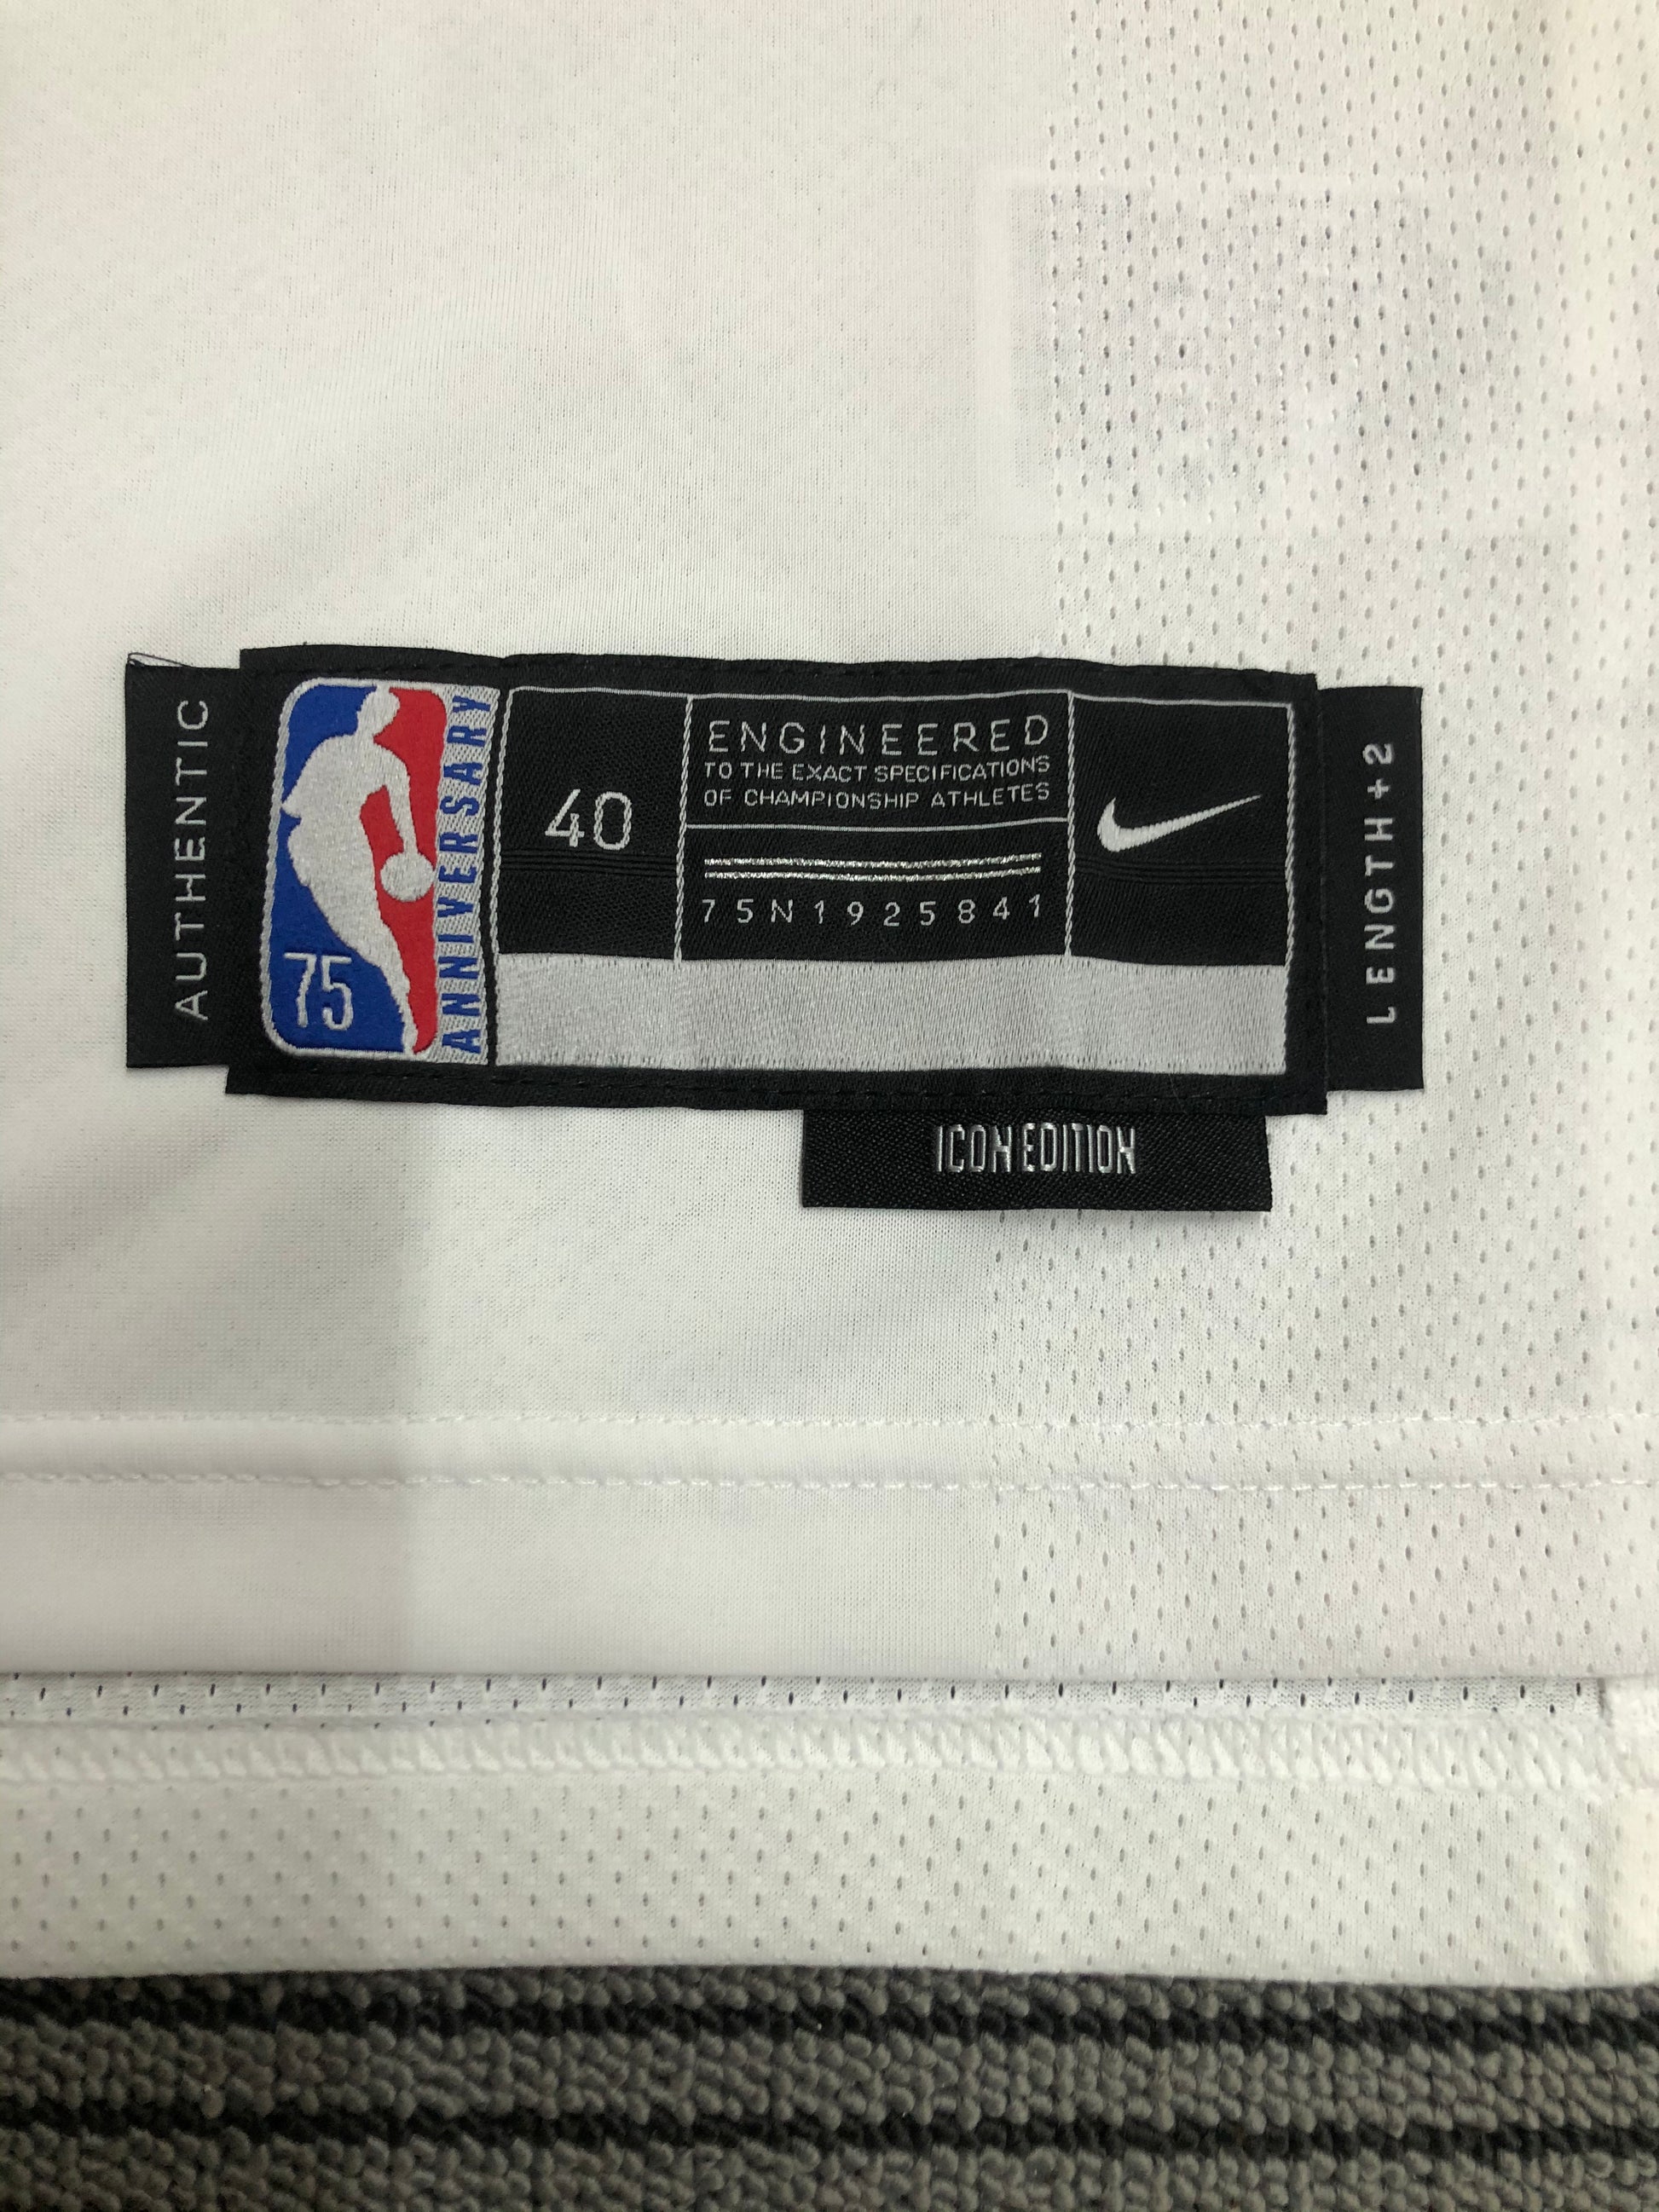 AUTHENTIC
75
ANNIVERSARY
40
ENGINEERED
TO THE EXACT SPECIFICATIONS
OF CHAMPIONSHIP ATHLETES
75N1925841
LENGTH+2
ICON EDITION